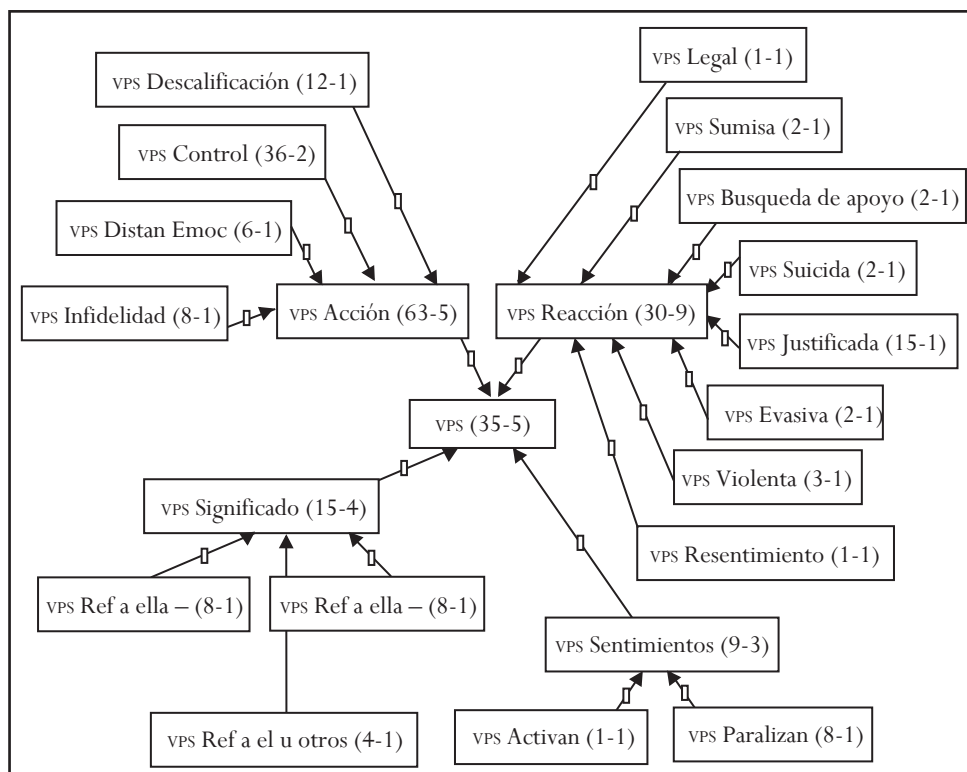 VPS Legal (1-1)
VPS Descalificación (12-1)
VPS Sumisa (2-1)
VPS Control (36-2)
VPS Busqueda de apoyo (2-1)
VPS Distan Emoc (6-1)
VPS Suicida (2-1)
VPS Infidelidad (8-1)
VPS Acción (63-5)
VPS Reacción (30-9)
VPS Justificada (15-1)
VPS Evasiva (2-1)
VPS (35-5)
VPS Violenta (3-1)
VPS Significado (15-4)
VPS Resentimiento (1-1)
VPS Ref a ella – (8-1)
VPS Ref a ella – (8-1)
VPS Sentimientos (9-3)
VPS Ref a el u otros (4-1)
VPS Activan (1-1)
VPS Paralizan (8-1)